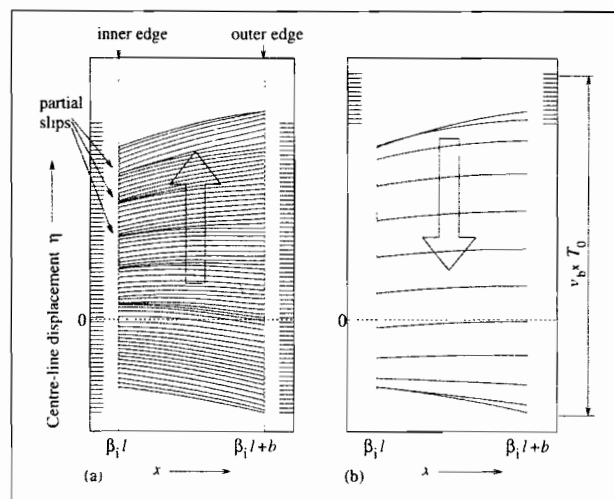 inner edge
outer edge
partial
slips
Centre-line displacement η
0
0
v_b × T_0
β_i l
β_i l + b
β_i l
β_i l + b
(a)
x
(b)
x